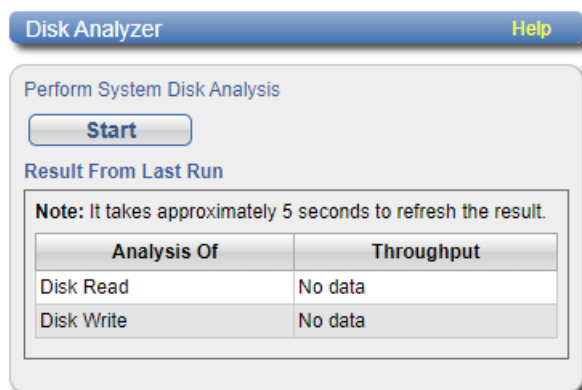 Disk Analyzer Help
Perform System Disk Analysis
Start
Result From Last Run
Note: It takes approximately 5 seconds to refresh the result.
Analysis Of Throughput
Disk Read No data
Disk Write No data